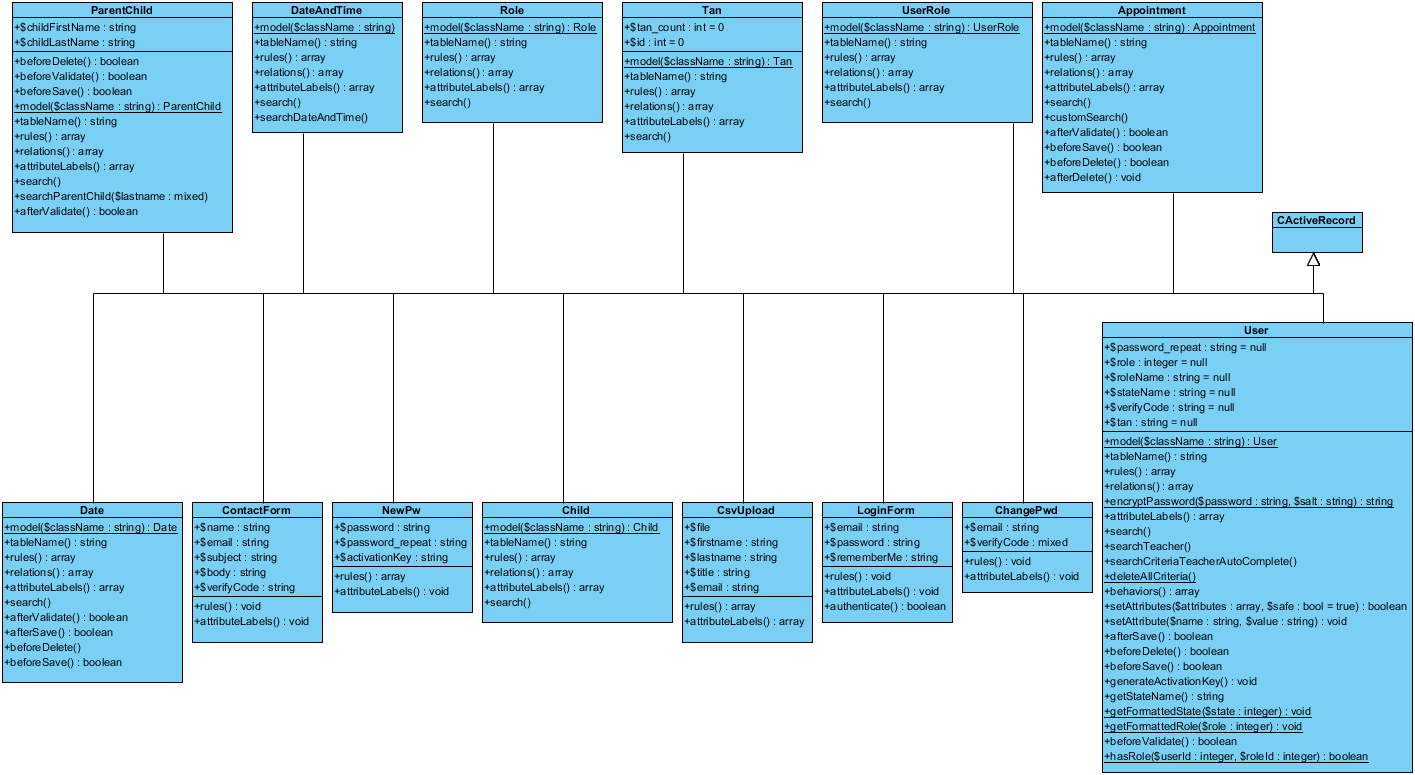 ParentChild
+$childFirstName : string
+$childLastName : string
+beforeDelete() : boolean
+beforeValidate() : boolean
+beforeSave() : boolean
+model($className : string) : ParentChild
+tableName() : string
+rules() : array
+relations() : array
+attributeLabels() : array
+search()
+searchParentChild($lastname : mixed)
+afterValidate() : boolean
DateAndTime
+model($className : string)
+tableName() : string
+rules() : array
+relations() : array
+attributeLabels() : array
+search()
+searchDateAndTime()
Role
+model($className : string) : Role
+tableName() : string
+rules() : array
+relations() : array
+attributeLabels() : array
+search()
Tan
+$tan_count : int = 0
+$id : int = 0
+model($className : string) : Tan
+tableName() : string
+rules() : array
+relations() : array
+attributeLabels() : array
+search()
UserRole
+model($className : string) : UserRole
+tableName() : string
+rules() : array
+relations() : array
+attributeLabels() : array
+search()
Appointment
+model($className : string) : Appointment
+tableName() : string
+rules() : array
+relations() : array
+attributeLabels() : array
+search()
+customSearch()
+afterValidate() : boolean
+beforeSave() : boolean
+beforeDelete() : boolean
+afterDelete() : void
CActiveRecord
User
+$password_repeat : string = null
+$role : integer = null
+$roleName : string = null
+$stateName : string = null
+$verifyCode : string = null
+$tan : string = null
+model($className : string) : User
+tableName() : string
+rules() : array
+relations() : array
+encryptPassword($password : string, $salt : string) : string
+attributeLabels() : array
+search()
+searchTeacher()
+searchCriteriaTeacherAutoComplete()
+deleteAllCriteria()
+behaviors() : array
+setAttributes($attributes : array, $safe : bool = true) : boolean
+setAttribute($name : string, $value : string) : void
+afterSave() : boolean
+beforeDelete() : boolean
+beforeSave() : boolean
+generateActivationKey() : void
+getStateName() : string
+getFormattedState($state : integer) : void
+getFormattedRole($role : integer) : void
+beforeValidate() : boolean
+hasRole($userId : integer, $roleId : integer) : boolean
Date
+model($className : string) : Date
+tableName() : string
+rules() : array
+relations() : array
+attributeLabels() : array
+search()
+afterValidate() : boolean
+afterSave() : boolean
+beforeDelete()
+beforeSave() : boolean
ContactForm
+$name : string
+$email : string
+$subject : string
+$body : string
+$verifyCode : string
+rules() : void
+attributeLabels() : void
NewPw
+$password : string
+$password_repeat : string
+$activationKey : string
+rules() : array
+attributeLabels() : void
Child
+model($className : string) : Child
+tableName() : string
+rules() : array
+relations() : array
+attributeLabels() : array
+search()
CsvUpload
+$file
+$firstname : string
+$lastname : string
+$title : string
+$email : string
+rules() : array
+attributeLabels() : array
LoginForm
+$email : string
+$password : string
+$rememberMe : string
+rules() : void
+attributeLabels() : void
+authenticate() : boolean
ChangePwd
+$email : string
+$verifyCode : mixed
+rules() : void
+attributeLabels() : void